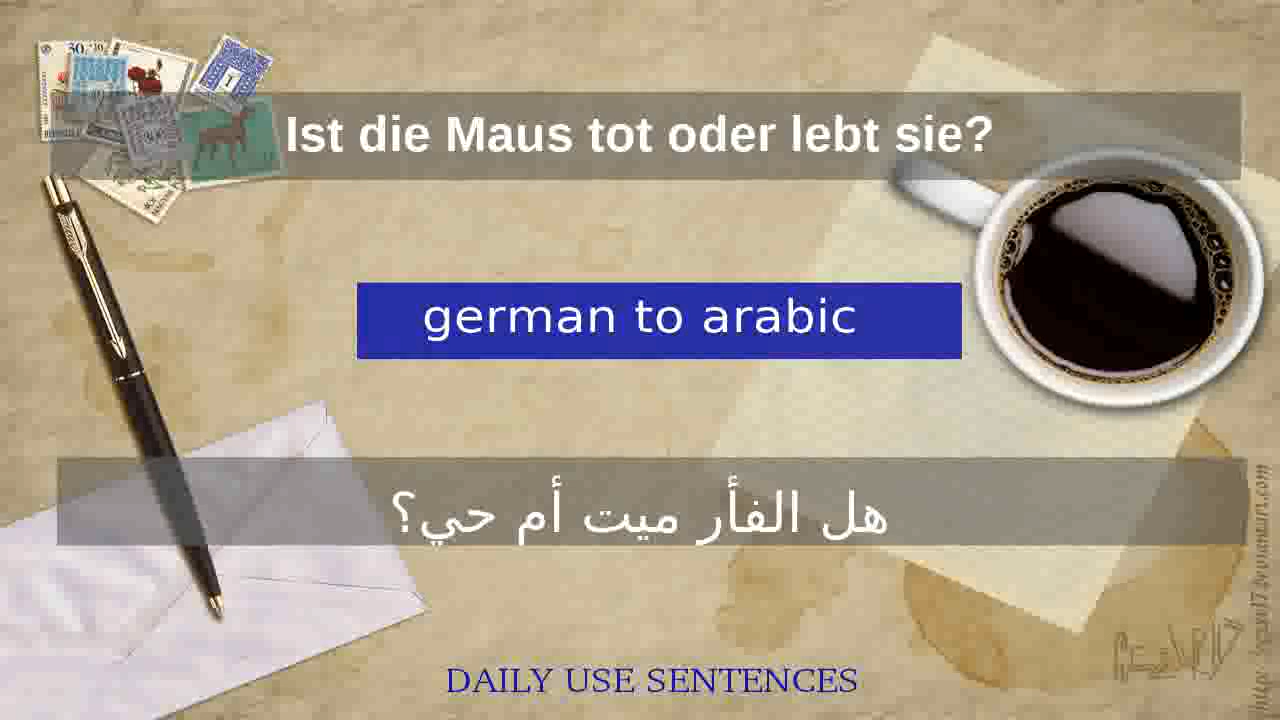 Ist die Maus tot oder lebt sie?
german to arabic
هل الفأر ميت أم حي؟
DAILY USE SENTENCES